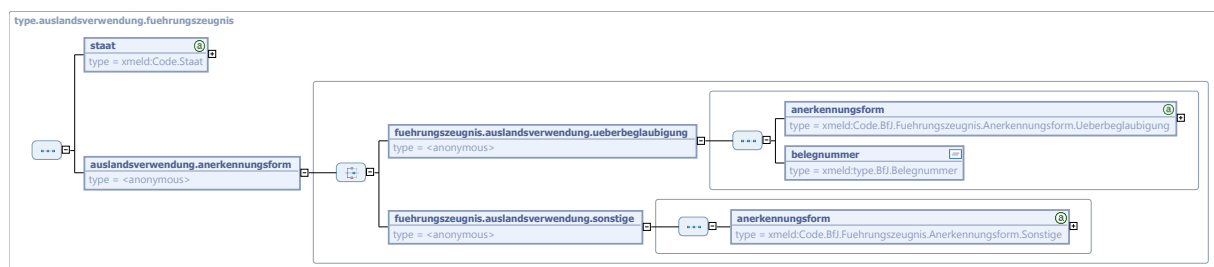 type.auslandsverwendung.fuehrungszeugnis
staat
type = xmeld:Code.Staat
auslandsverwendung.anerkennungsform
type = <anonymous>
fuehrungszeugnis.auslandsverwendung.ueberbeglaubigung
type = <anonymous>
anerkennungsform
type = xmeld:Code.BfJ.Fuehrungszeugnis.Anerkennungsform.Ueberbeglaubigung
belegnummer
type = xmeld:type.BfJ.Belegnummer
fuehrungszeugnis.auslandsverwendung.sonstige
type = <anonymous>
anerkennungsform
type = xmeld:Code.BfJ.Fuehrungszeugnis.Anerkennungsform.Sonstige